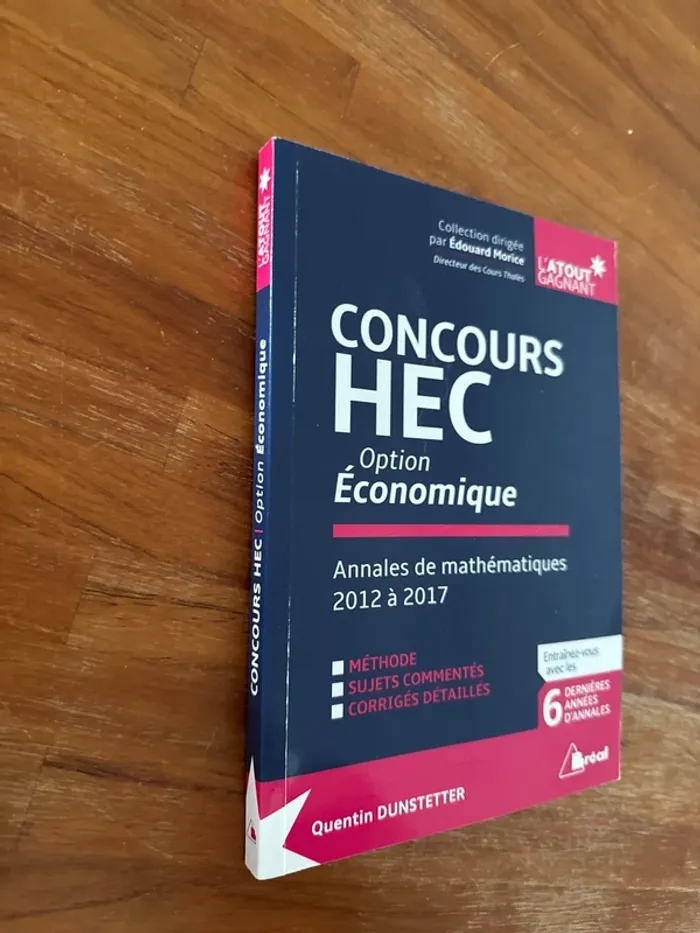 L'ATOUT
GAGNANT
CONCOURS HEC | Option Économique
Collection dirigée
par Édouard Morice
Directeur des Cours Thalès
L'ATOUT
GAGNANT
CONCOURS
HEC
Option
Économique
Annales de mathématiques
2012 à 2017
MÉTHODE
SUJETS COMMENTÉS
CORRIGÉS DÉTAILLÉS
Entraînez-vous
avec les
6 DERNIÈRES
ANNÉES
D'ANNALES
Bréal
Quentin DUNSTETTER